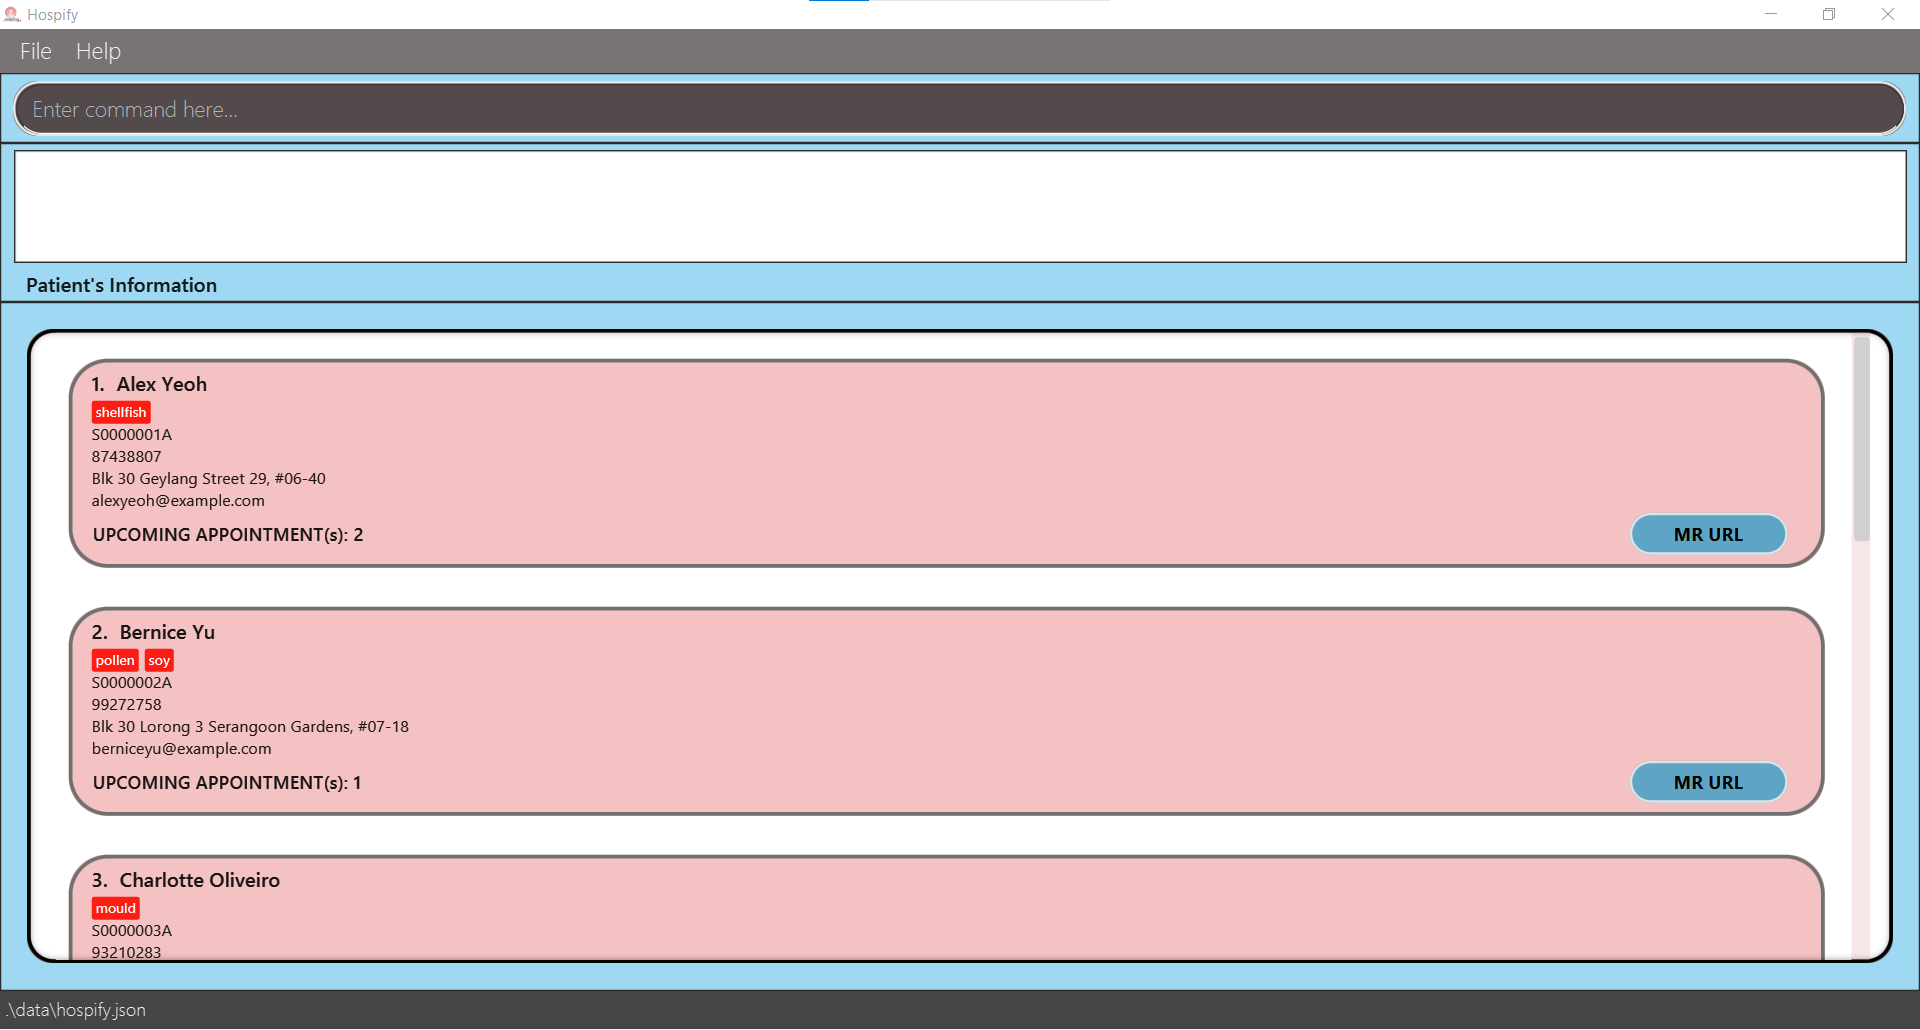 Hospify
File Help
Enter command here...
Patient's Information
1. Alex Yeoh
shellfish
S0000001A
87438807
Blk 30 Geylang Street 29, #06-40
alexyeoh@example.com
UPCOMING APPOINTMENT(s): 2
MR URL
2. Bernice Yu
pollen soy
S0000002A
99272758
Blk 30 Lorong 3 Serangoon Gardens, #07-18
berniceyu@example.com
UPCOMING APPOINTMENT(s): 1
MR URL
3. Charlotte Oliveiro
mould
S0000003A
93210283
.\data\hospify.json